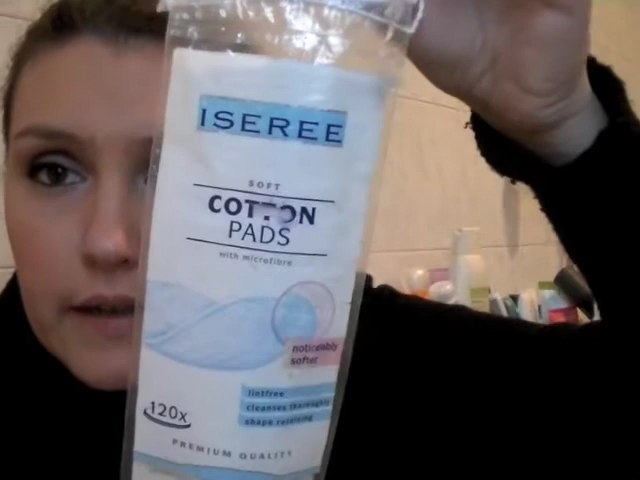 ISEREE
SOFT
COTTON
PADS
with microfibre
noticeably
softer
lintfree
cleanses thoroughly
shape retaining
120x
PREMIUM QUALITY